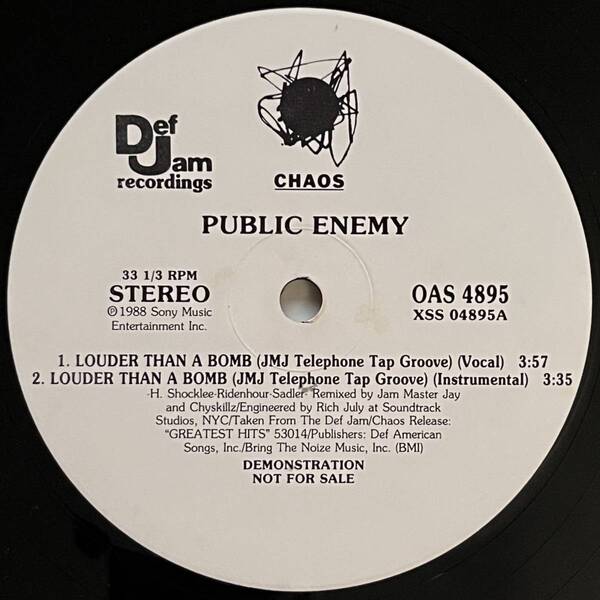 Def
Jam
recordings
CHAOS
PUBLIC ENEMY
33 1/3 RPM
STEREO
℗ 1988 Sony Music
Entertainment Inc.
OAS 4895
XSS 04895A
1. LOUDER THAN A BOMB (JMJ Telephone Tap Groove) (Vocal) 3:57
2. LOUDER THAN A BOMB (JMJ Telephone Tap Groove) (Instrumental) 3:35
-H. Shocklee-Ridenhour-Sadler- Remixed by Jam Master Jay
and Chyskillz/Engineered by Rich July at Soundtrack
Studios, NYC/Taken From The Def Jam/Chaos Release:
"GREATEST HITS" 53014/Publishers: Def American
Songs, Inc./Bring The Noize Music, Inc. (BMI)
DEMONSTRATION
NOT FOR SALE